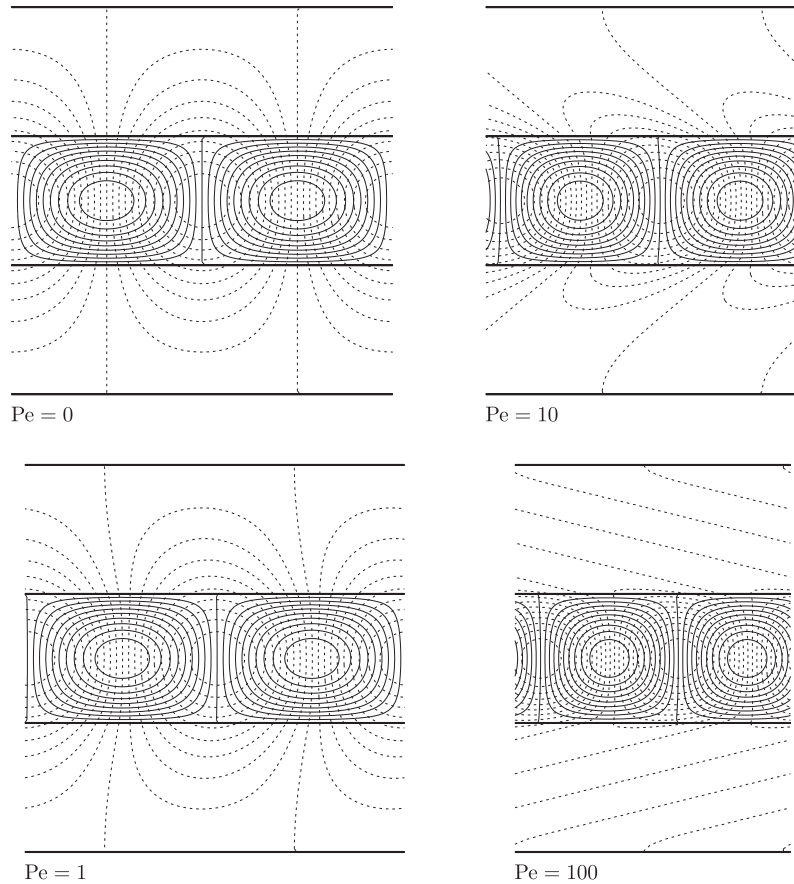 Pe = 0
Pe = 10
Pe = 1
Pe = 100